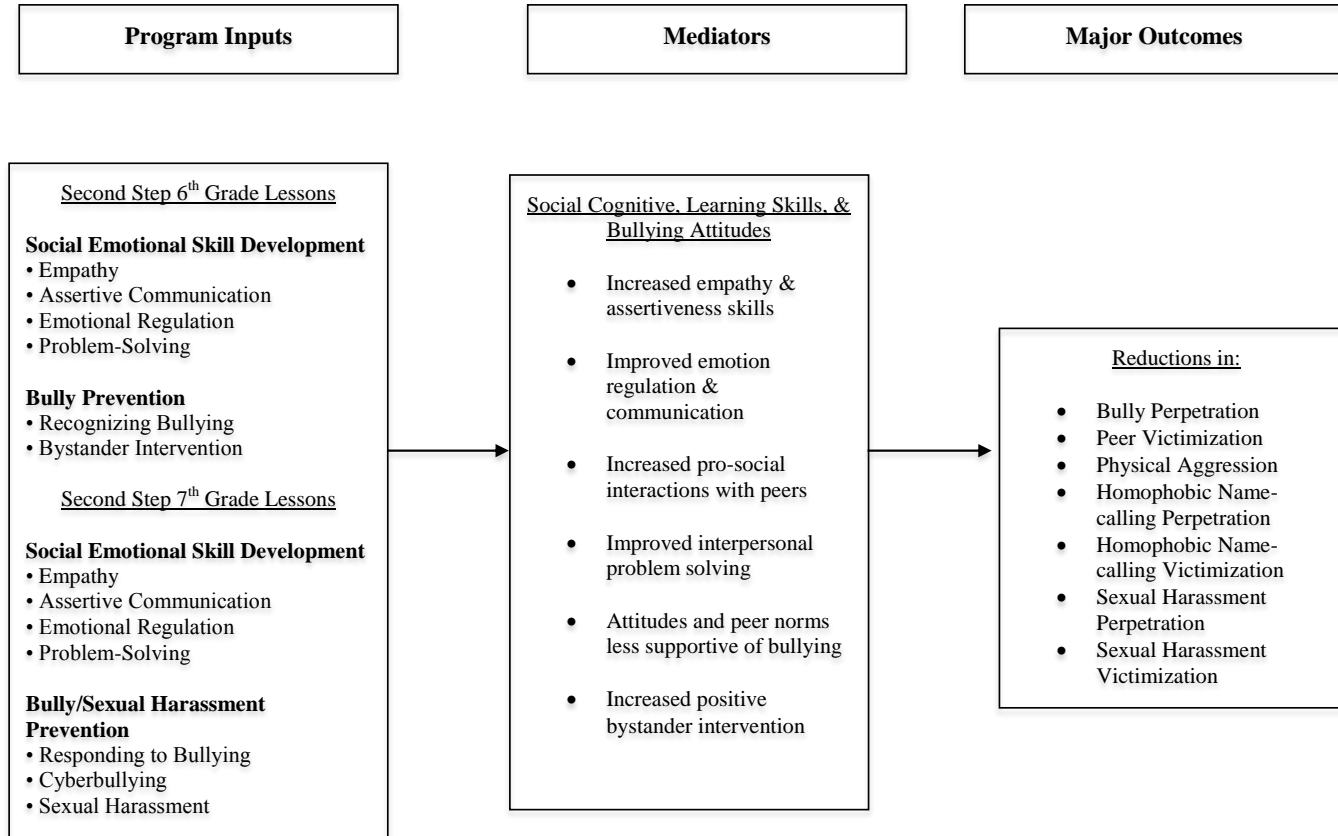 Program Inputs
Mediators
Major Outcomes
Second Step 6th Grade Lessons
Social Emotional Skill Development
• Empathy
• Assertive Communication
• Emotional Regulation
• Problem-Solving
Bully Prevention
• Recognizing Bullying
• Bystander Intervention
Second Step 7th Grade Lessons
Social Emotional Skill Development
• Empathy
• Assertive Communication
• Emotional Regulation
• Problem-Solving
Bully/Sexual Harassment
Prevention
• Responding to Bullying
• Cyberbullying
• Sexual Harassment
Social Cognitive, Learning Skills, &
Bullying Attitudes
• Increased empathy &
assertiveness skills
• Improved emotion
regulation &
communication
• Increased pro-social
interactions with peers
• Improved interpersonal
problem solving
• Attitudes and peer norms
less supportive of bullying
• Increased positive
bystander intervention
Reductions in:
• Bully Perpetration
• Peer Victimization
• Physical Aggression
• Homophobic Name-
calling Perpetration
• Homophobic Name-
calling Victimization
• Sexual Harassment
Perpetration
• Sexual Harassment
Victimization